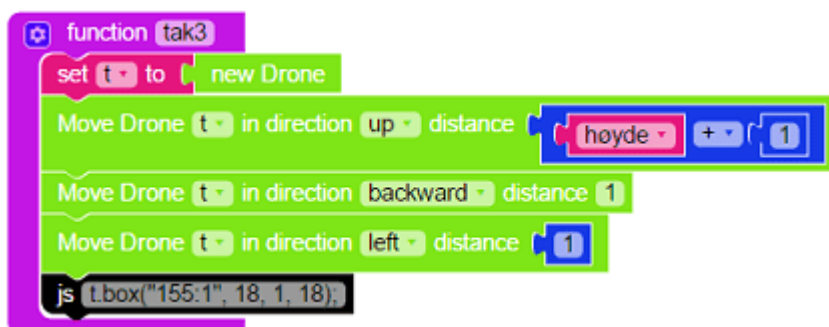 function tak3
set t to new Drone
Move Drone t in direction up distance høyde + 1
Move Drone t in direction backward distance 1
Move Drone t in direction left distance 1
js t.box("155:1", 18, 1, 18);